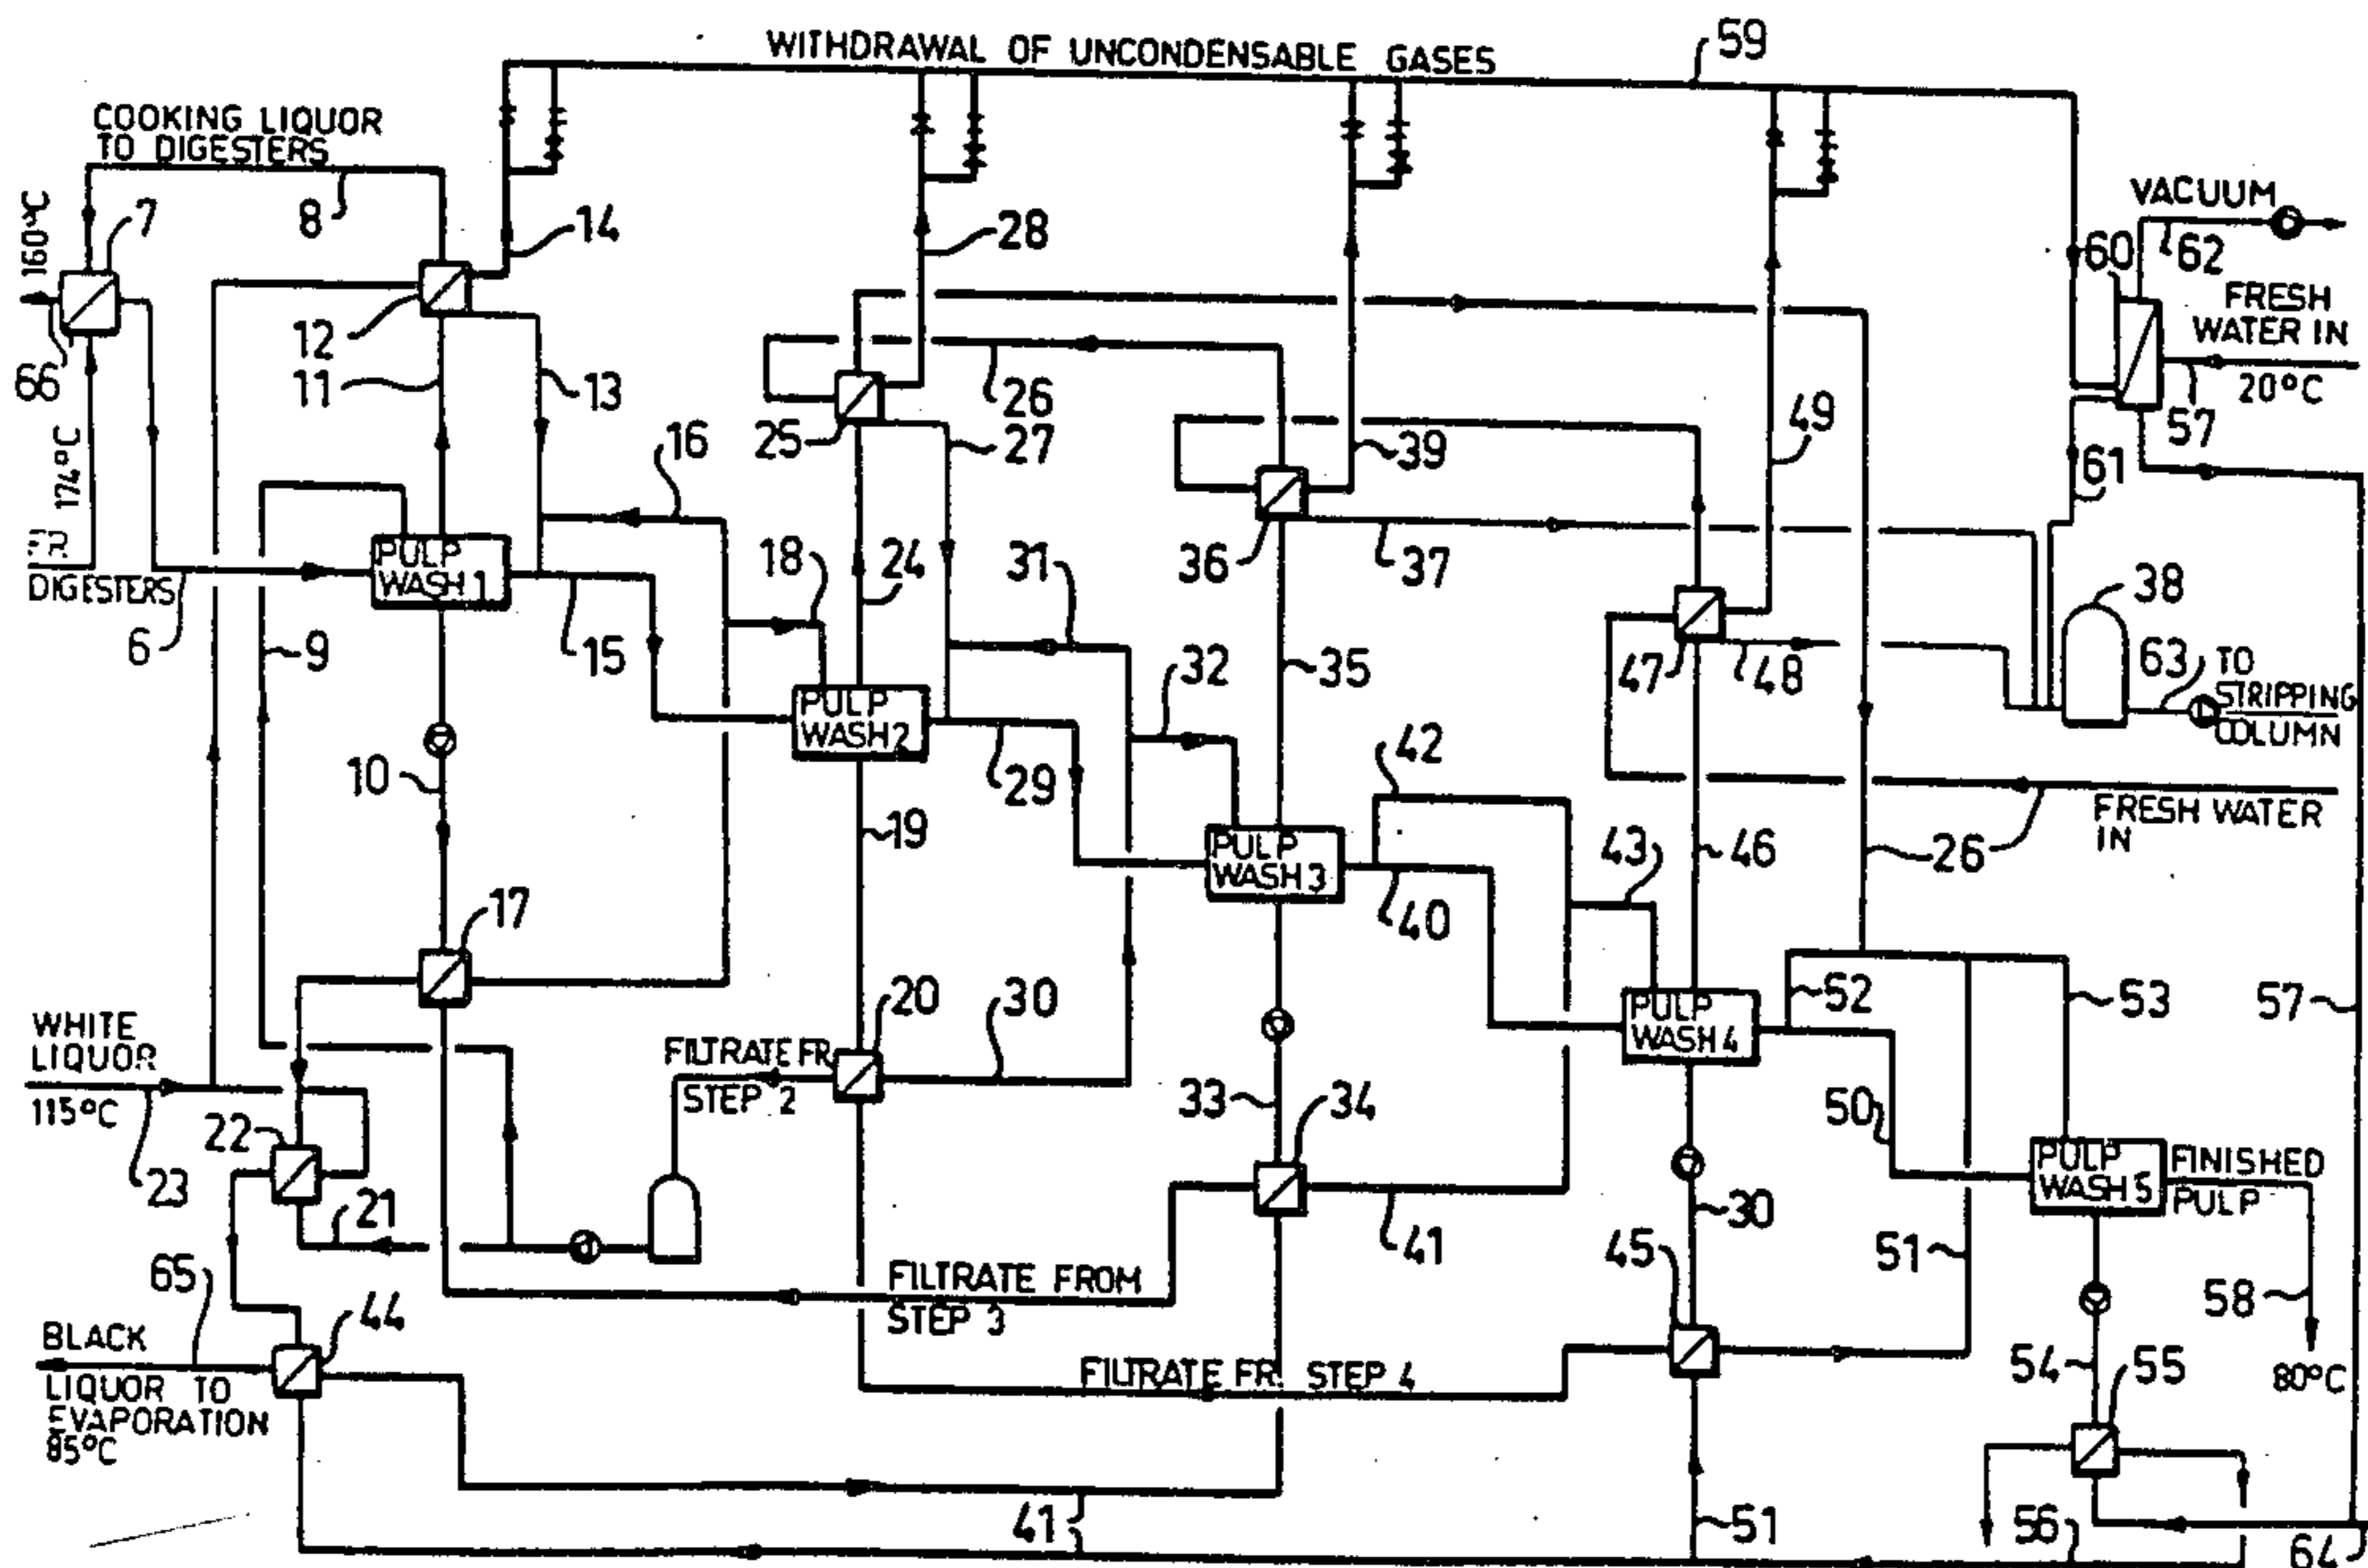 WITHDRAWAL OF UNCONDENSABLE GASES
59
COOKING LIQUOR
TO DIGESTERS
160°C
7
8
14
28
VACUUM
60
62
FRESH
WATER IN
20°C
57
12
11
13
66
174°C
FR
DIGESTERS
6
9
16
25
26
27
39
49
61
PULP
WASH 1
15
18
24
31
36
37
38
10
PULP
WASH 2
29
32
35
47
48
63
TO
STRIPPING
COLUMN
19
42
FRESH WATER
IN
26
PULP
WASH 3
40
43
46
17
20
30
PULP
WASH 4
52
53
57
WHITE
LIQUOR
115°C
23
22
21
FILTRATE FR.
STEP 2
33
34
50
PULP
WASH 5
FINISHED
PULP
41
30
51
45
58
80°C
65
FILTRATE FROM
STEP 3
BLACK
LIQUOR TO
EVAPORATION
85°C
44
FILTRATE FR. STEP 4
54
55
41
51
56
64